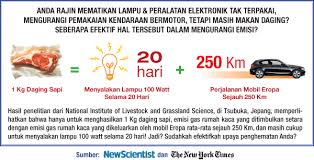 ANDA RAJIN MEMATIKAN LAMPU & PERALATAN ELEKTRONIK TAK TERPAKAI,
MENGURANGI PEMAKAIAN KENDARAAN BERMOTOR, TETAPI MASIH MAKAN DAGING?
SEBERAPA EFEKTIF HAL TERSEBUT DALAM MENGURANGI EMISI?
1 Kg Daging Sapi
=
20
hari
Menyalakan Lampu 100 Watt
Selama 20 Hari
+
250 Km
Perjalanan Mobil Eropa
Sejauh 250 Km
Hasil penelitian dari National Institute of Livestock and Grassland Science, di Tsubuka, Jepang, memperli-
hatkan bahwa hanya untuk menghasilkan 1 Kg daging sapi, emisi gas rumah kaca yang ditimbulkan setara
dengan emisi gas rumah kaca yang dikeluarkan oleh mobil Eropa rata-rata sejauh 250 Km, dan masih cukup
untuk menyalakan lampu 100 watt selama 20 hari! Jadi? Sudahkah efektifkah upaya penghematan Anda?
Sumber: NewScientist dan The New York Times